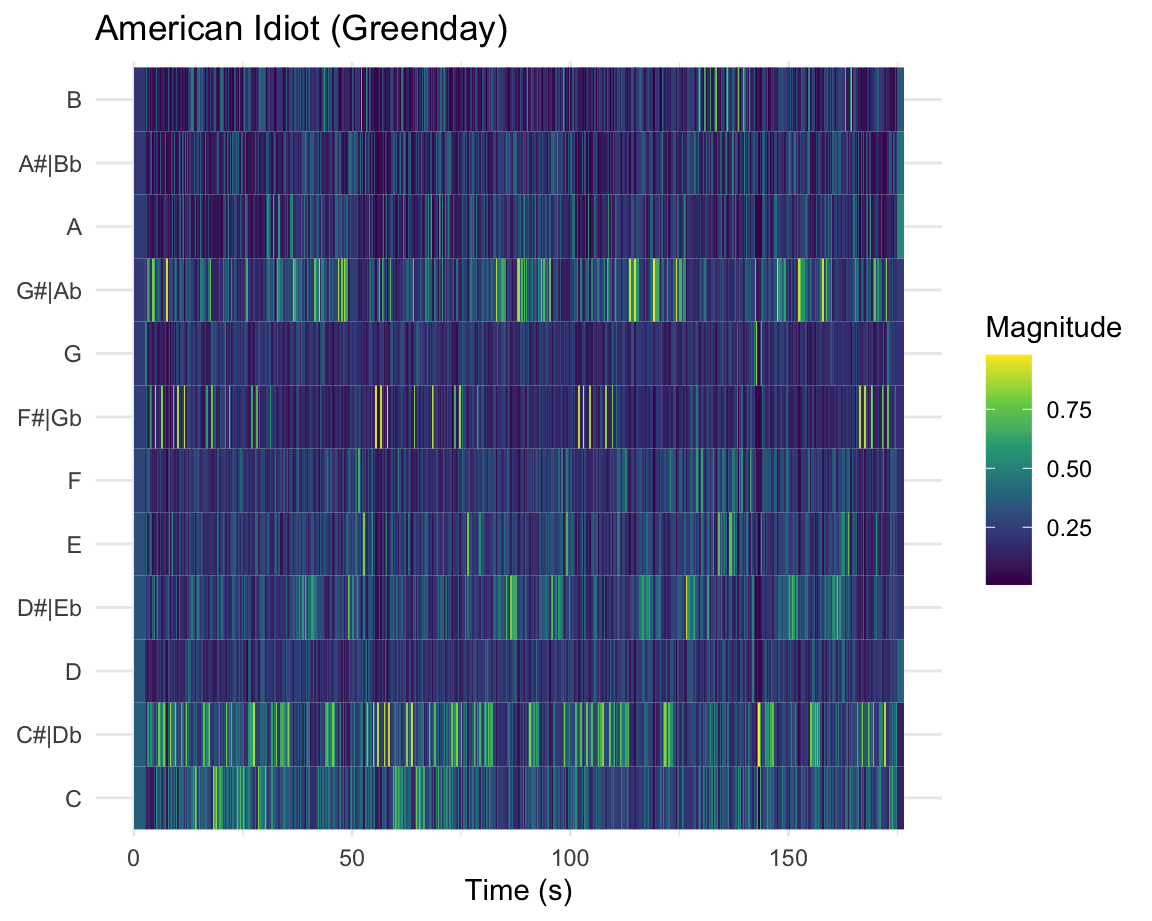 American Idiot (Greenday)
B
A#|Bb
A
G#|Ab
G
F#|Gb
F
E
D#|Eb
D
C#|Db
C
0 50 100 150
Time (s)
Magnitude
0.75
0.50
0.25